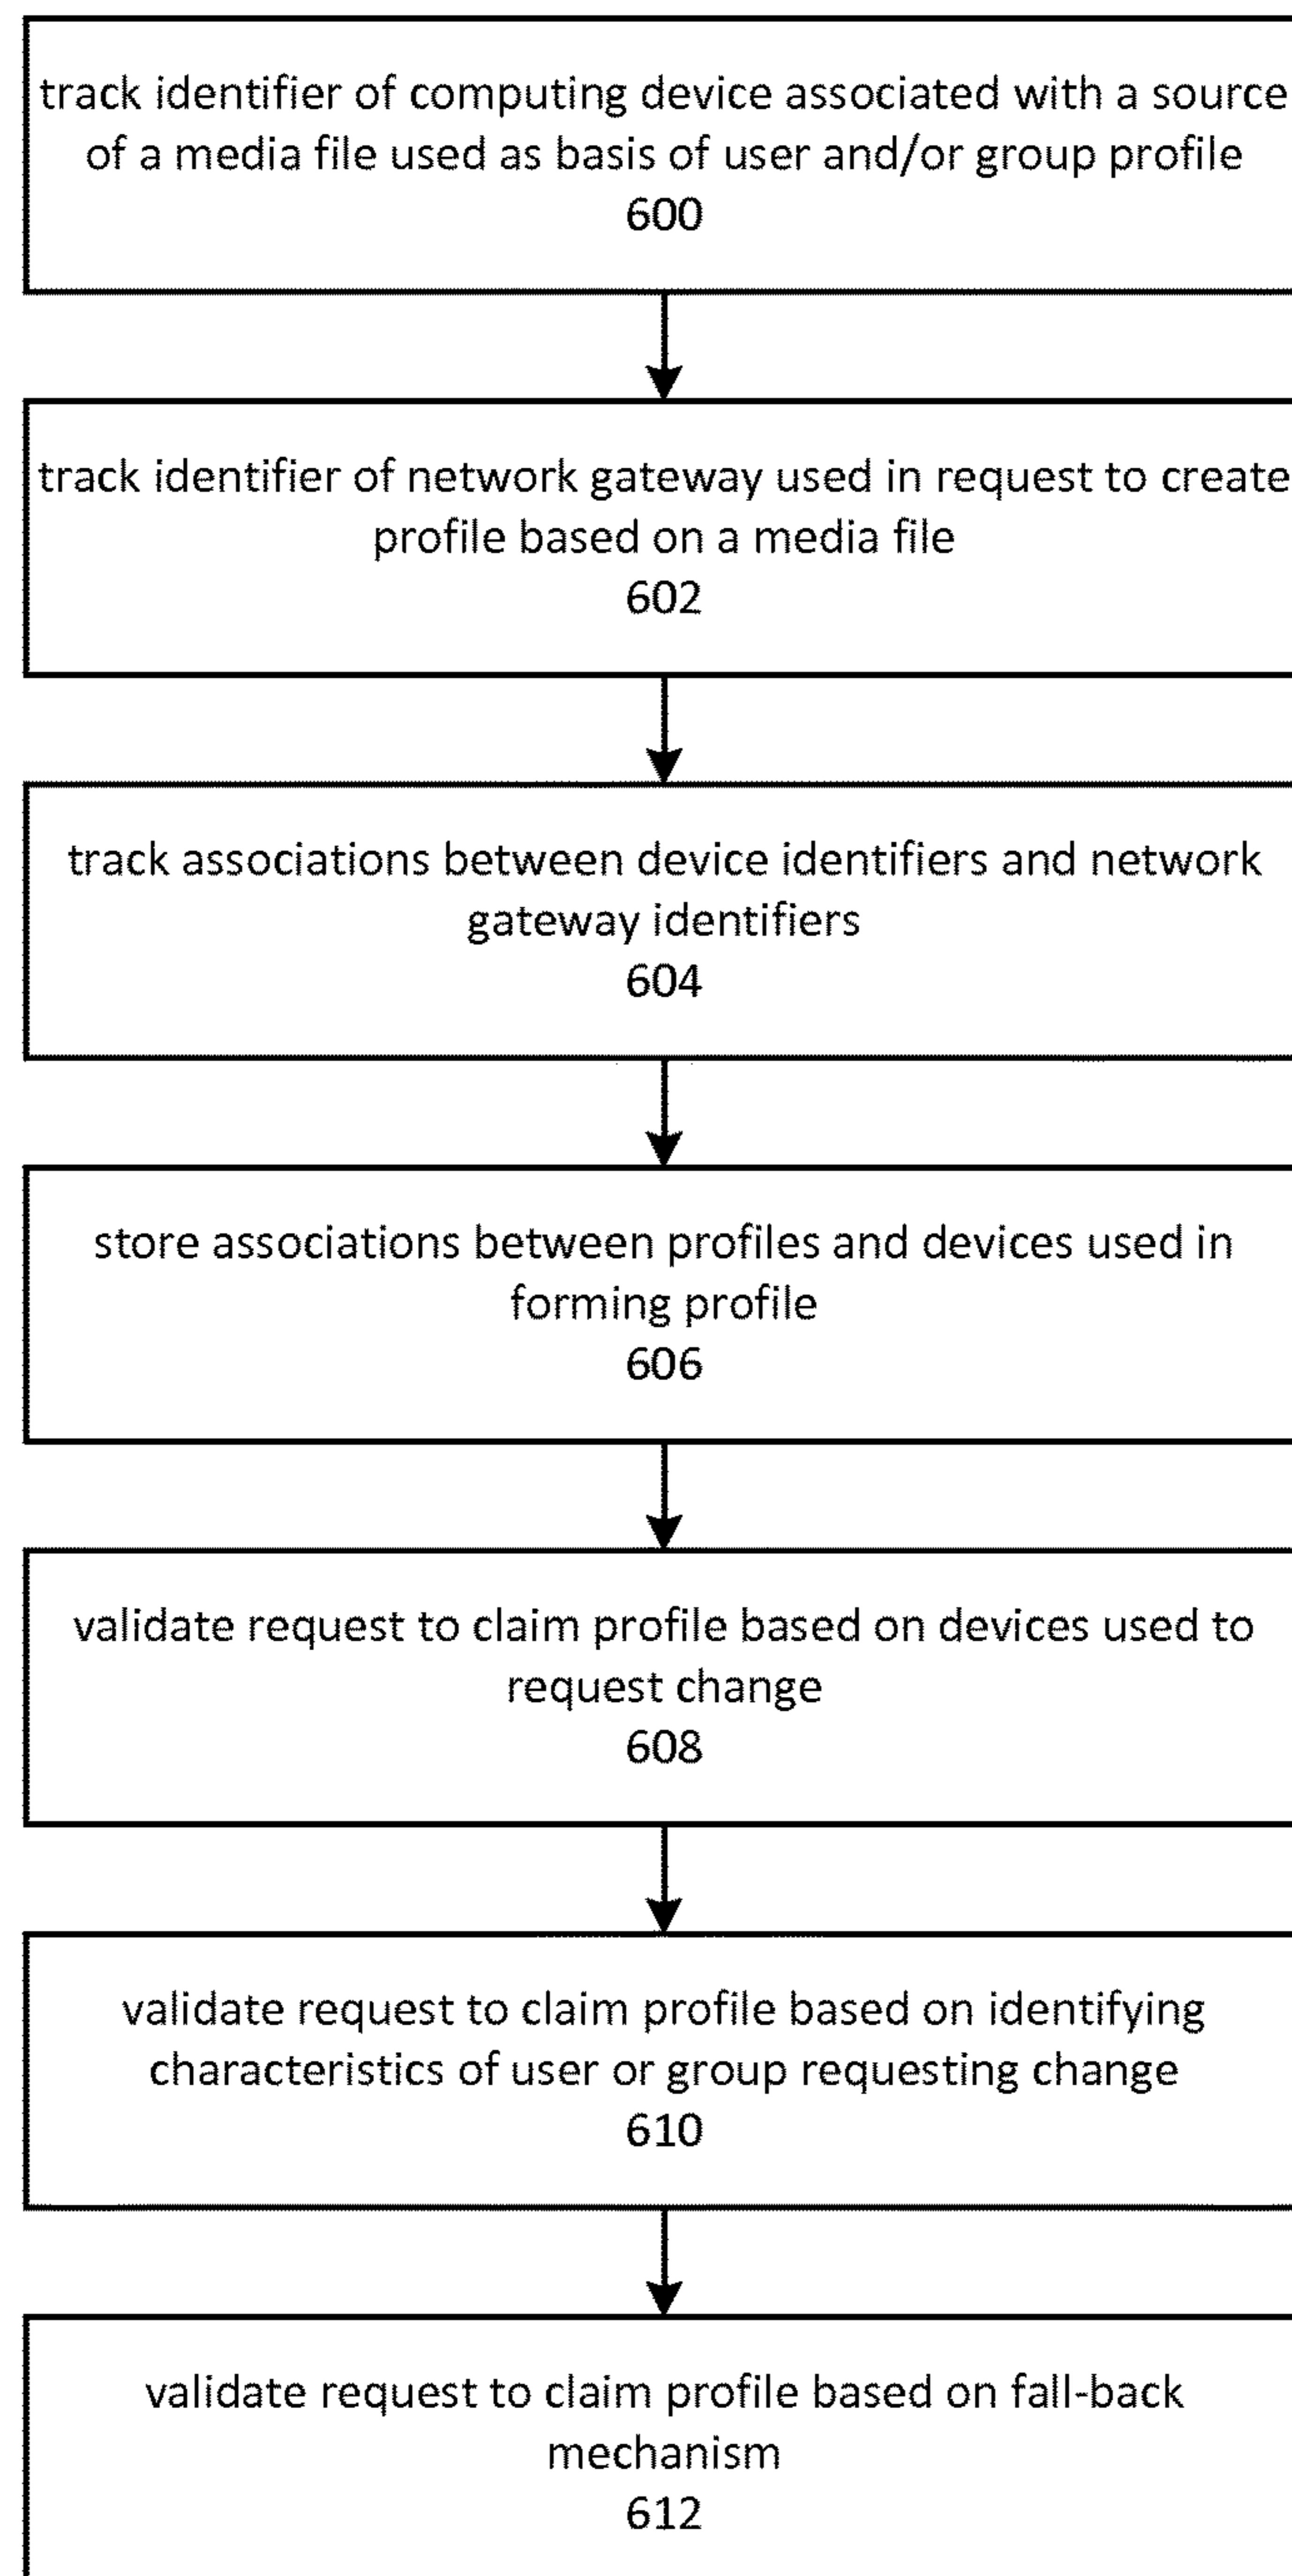 track identifier of computing device associated with a source
of a media file used as basis of user and/or group profile
600
track identifier of network gateway used in request to create
profile based on a media file
602
track associations between device identifiers and network
gateway identifiers
604
store associations between profiles and devices used in
forming profile
606
validate request to claim profile based on devices used to
request change
608
validate request to claim profile based on identifying
characteristics of user or group requesting change
610
validate request to claim profile based on fall-back
mechanism
612